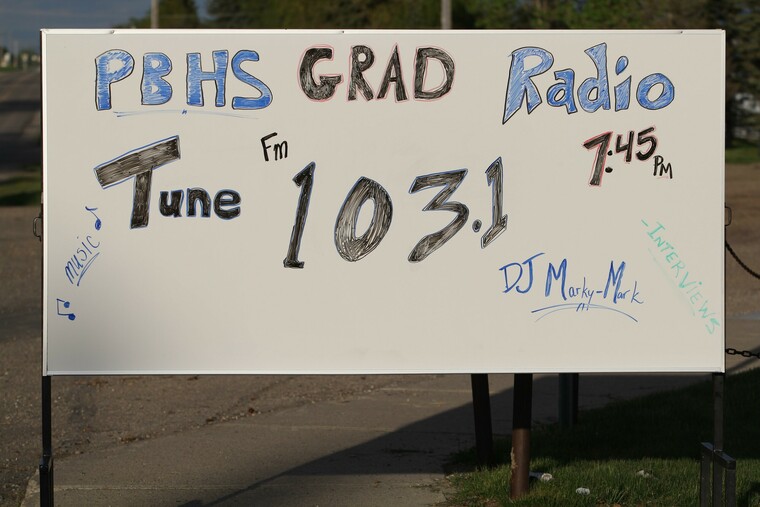 PBHS GRAD Radio
Tune Fm 103.1 7:45 PM
music
DJ Marky-Mark
-INTERVIEWS